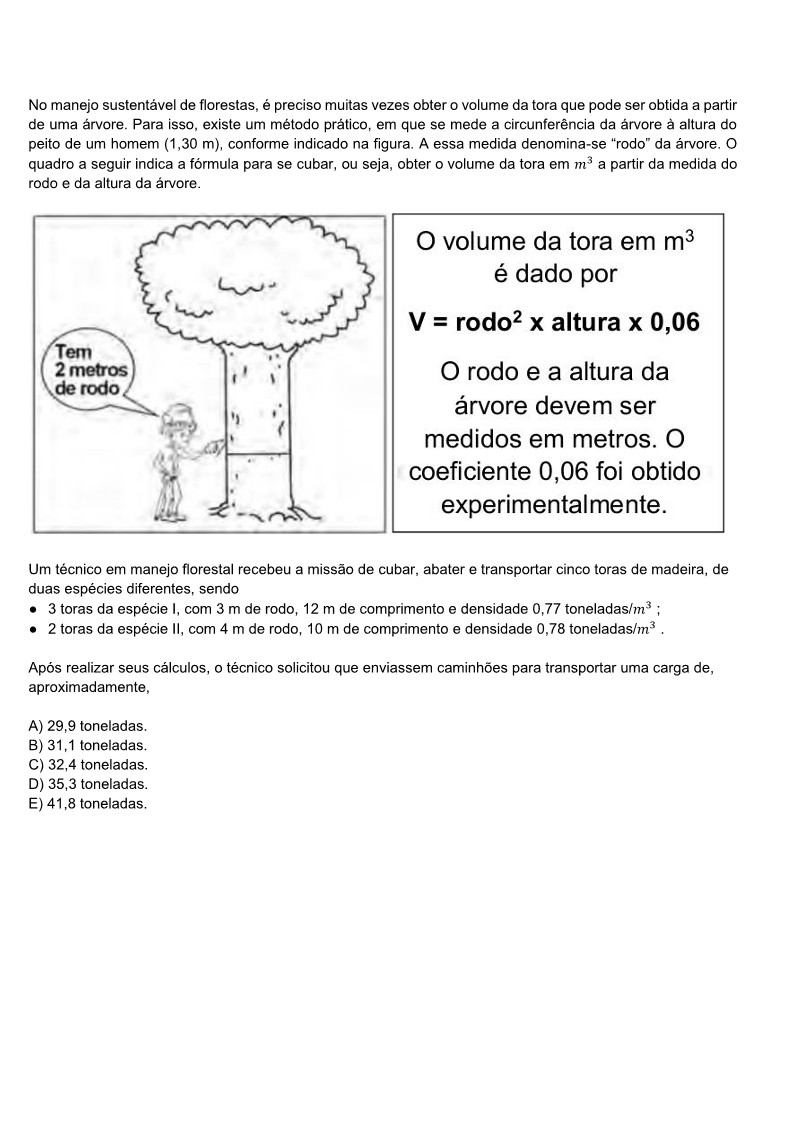 No manejo sustentável de florestas, é preciso muitas vezes obter o volume da tora que pode ser obtida a partir
de uma árvore. Para isso, existe um método prático, em que se mede a circunferência da árvore à altura do
peito de um homem (1,30 m), conforme indicado na figura. A essa medida denomina-se “rodo” da árvore. O
quadro a seguir indica a fórmula para se cubar, ou seja, obter o volume da tora em m³ a partir da medida do
rodo e da altura da árvore.
Tem
2 metros
de rodo
O volume da tora em m³
é dado por
V = rodo² x altura x 0,06
O rodo e a altura da
árvore devem ser
medidos em metros. O
coeficiente 0,06 foi obtido
experimentalmente.
Um técnico em manejo florestal recebeu a missão de cubar, abater e transportar cinco toras de madeira, de
duas espécies diferentes, sendo
● 3 toras da espécie I, com 3 m de rodo, 12 m de comprimento e densidade 0,77 toneladas/m³ ;
● 2 toras da espécie II, com 4 m de rodo, 10 m de comprimento e densidade 0,78 toneladas/m³ .
Após realizar seus cálculos, o técnico solicitou que enviassem caminhões para transportar uma carga de,
aproximadamente,
A) 29,9 toneladas.
B) 31,1 toneladas.
C) 32,4 toneladas.
D) 35,3 toneladas.
E) 41,8 toneladas.